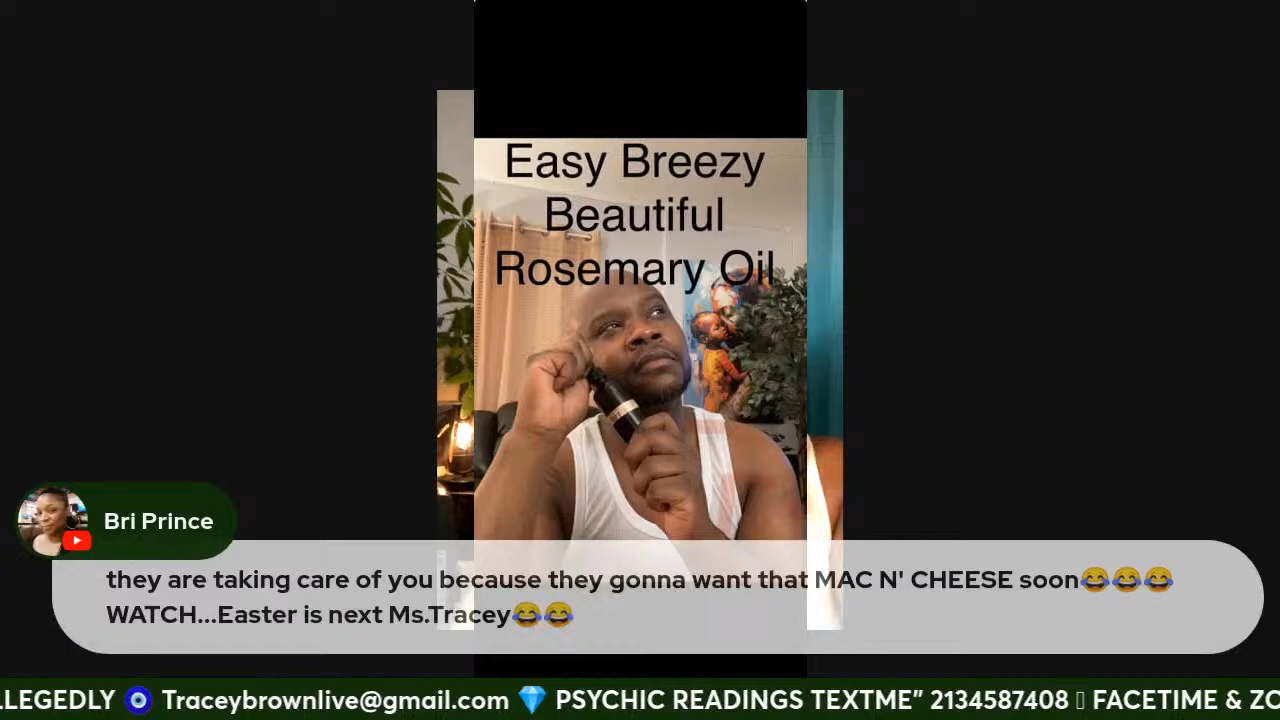 Easy Breezy
Beautiful
Rosemary Oil
Bri Prince
they are taking care of you because they gonna want that MAC N' CHEESE soon😂😂😂
WATCH...Easter is next Ms.Tracey😂😂
LLEGEDLY 🧿 Traceybrownlive@gmail.com 💎 PSYCHIC READINGS TEXTME” 2134587408 ▯ FACETIME & ZO